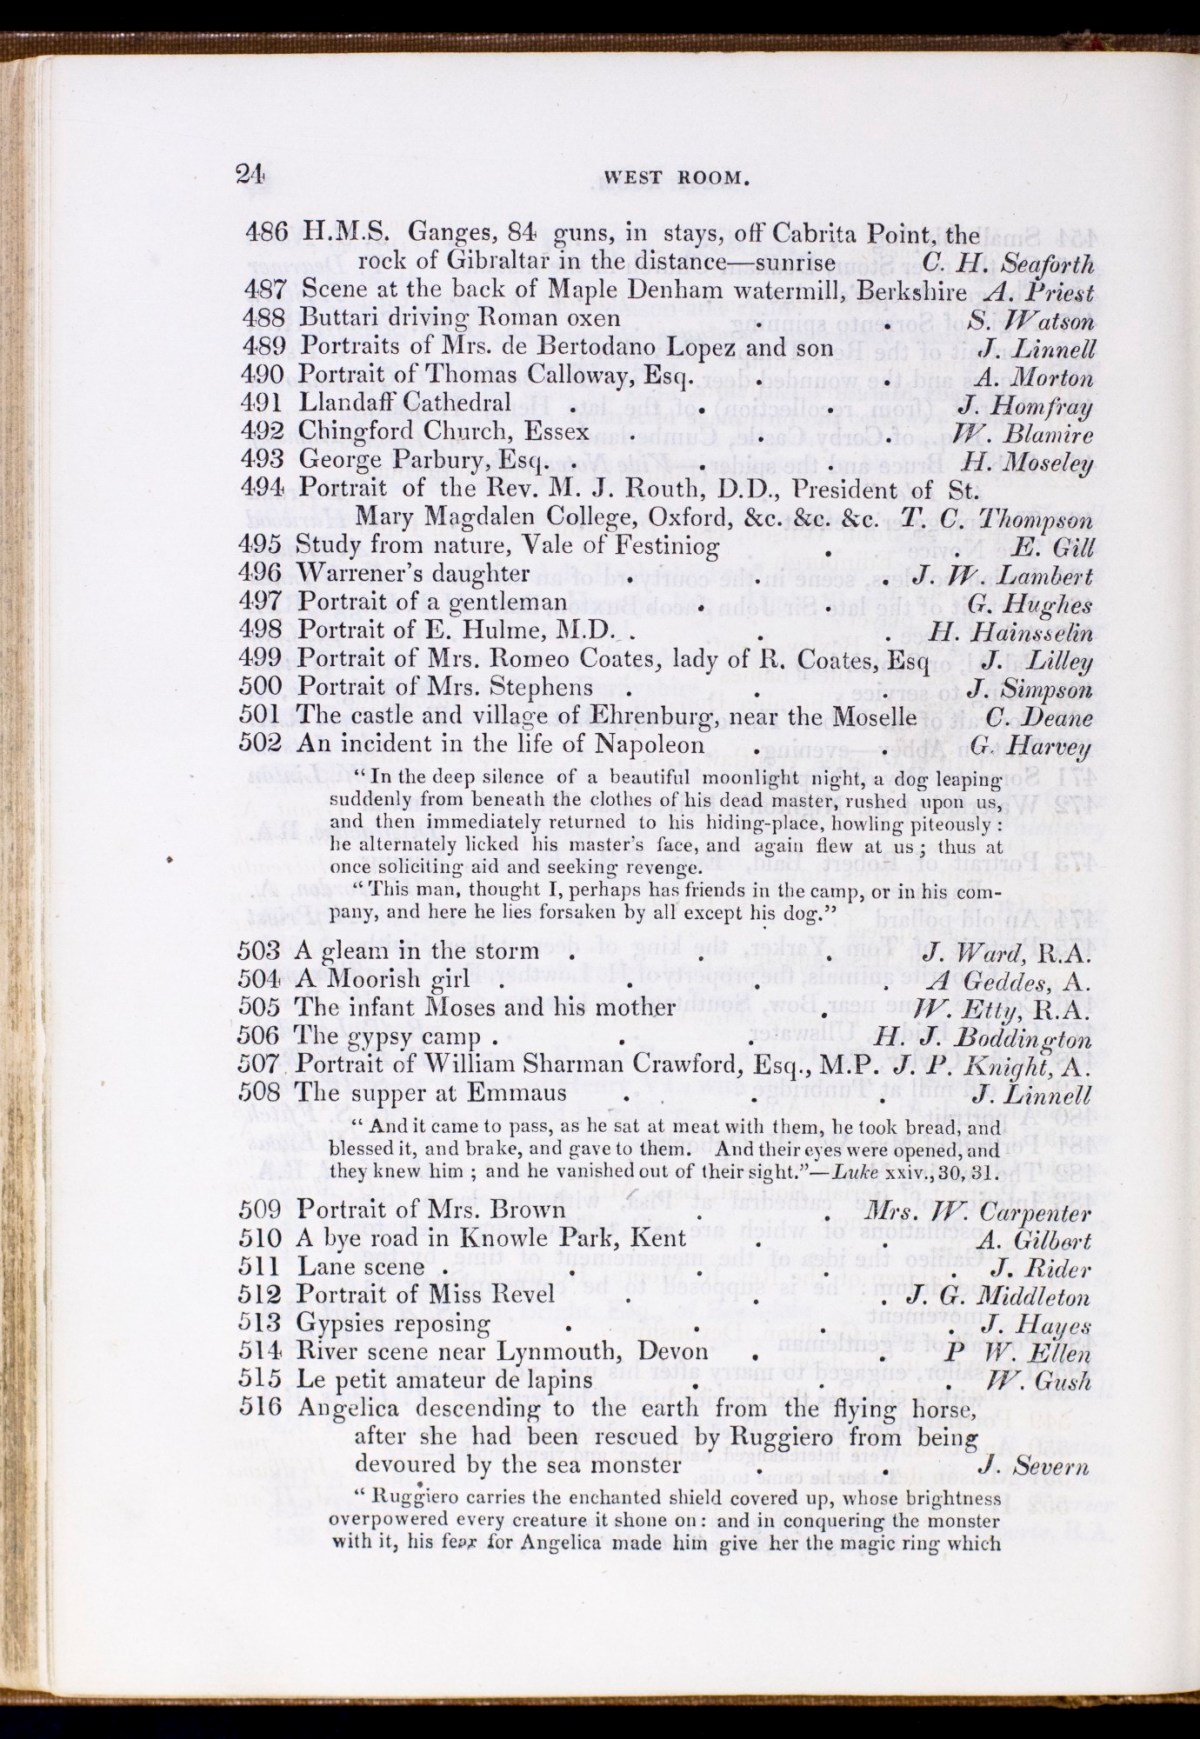 24 WEST ROOM.
486 H.M.S. Ganges, 84 guns, in stays, off Cabrita Point, the
rock of Gibraltar in the distance—sunrise C. H. Seaforth
487 Scene at the back of Maple Denham watermill, Berkshire A. Priest
488 Buttari driving Roman oxen . . S. Watson
489 Portraits of Mrs. de Bertodano Lopez and son J. Linnell
490 Portrait of Thomas Calloway, Esq. . . A. Morton
491 Llandaff Cathedral . . . J. Homfray
492 Chingford Church, Essex . . . W. Blamire
493 George Parbury, Esq. . . . H. Moseley
494 Portrait of the Rev. M. J. Routh, D.D., President of St.
Mary Magdalen College, Oxford, &c. &c. &c. T. C. Thompson
495 Study from nature, Vale of Festiniog . . E. Gill
496 Warrener's daughter . . . J. W. Lambert
497 Portrait of a gentleman . . G. Hughes
498 Portrait of E. Hulme, M.D. . . . H. Hainsselin
499 Portrait of Mrs. Romeo Coates, lady of R. Coates, Esq J. Lilley
500 Portrait of Mrs. Stephens . . . J. Simpson
501 The castle and village of Ehrenburg, near the Moselle C. Deane
502 An incident in the life of Napoleon . . G. Harvey
“ In the deep silence of a beautiful moonlight night, a dog leaping
suddenly from beneath the clothes of his dead master, rushed upon us,
and then immediately returned to his hiding-place, howling piteously :
he alternately licked his master's face, and again flew at us ; thus at
once soliciting aid and seeking revenge.
“ This man, thought I, perhaps has friends in the camp, or in his com-
pany, and here he lies forsaken by all except his dog.”
503 A gleam in the storm . . . J. Ward, R.A.
504 A Moorish girl . . . . A Geddes, A.
505 The infant Moses and his mother . W. Etty, R.A.
506 The gypsy camp . . . H. J. Boddington
507 Portrait of William Sharman Crawford, Esq., M.P. J. P. Knight, A.
508 The supper at Emmaus . . . J. Linnell
“ And it came to pass, as he sat at meat with them, he took bread, and
blessed it, and brake, and gave to them. And their eyes were opened, and
they knew him ; and he vanished out of their sight.”—Luke xxiv., 30, 31.
509 Portrait of Mrs. Brown . . Mrs. W Carpenter
510 A bye road in Knowle Park, Kent . . A. Gilbert
511 Lane scene . . . . . J. Rider
512 Portrait of Miss Revel . . . J. G. Middleton
513 Gypsies reposing . . . . J. Hayes
514 River scene near Lynmouth, Devon . . P W. Ellen
515 Le petit amateur de lapins . . . W. Gush
516 Angelica descending to the earth from the flying horse,
after she had been rescued by Ruggiero from being
devoured by the sea monster . . J. Severn
“ Ruggiero carries the enchanted shield covered up, whose brightness
overpowered every creature it shone on : and in conquering the monster
with it, his fear for Angelica made him give her the magic ring which